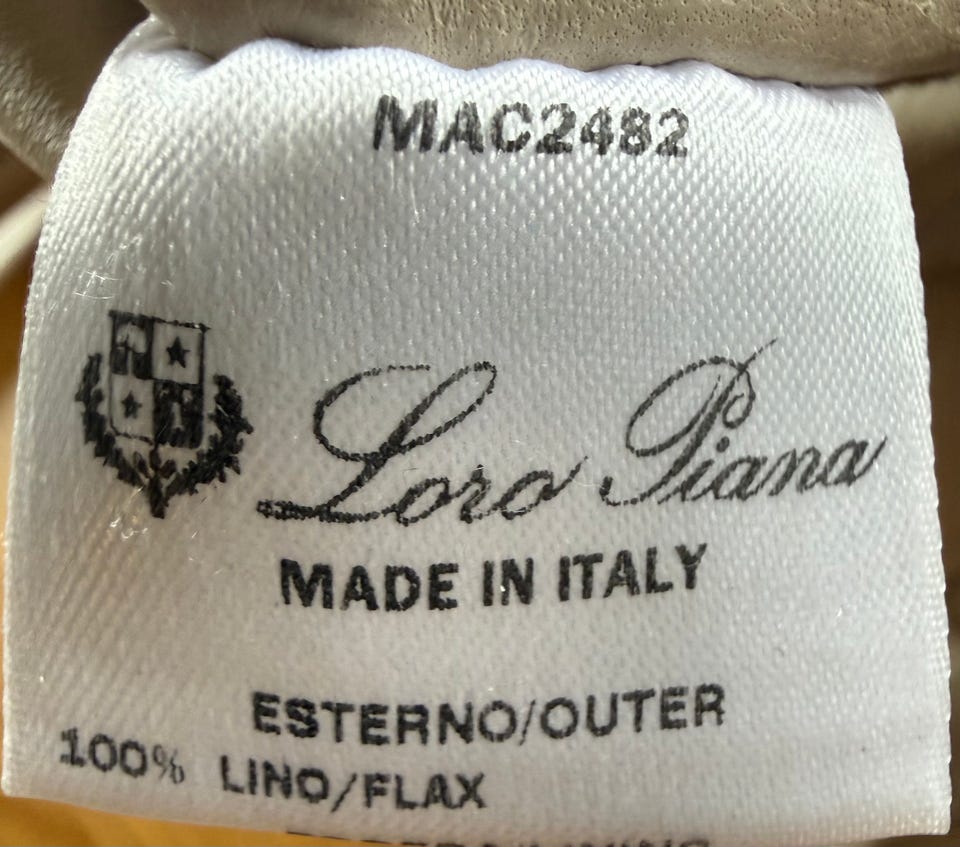 MAC2482
Loro Piana
MADE IN ITALY
ESTERNO/OUTER
100% LINO/FLAX